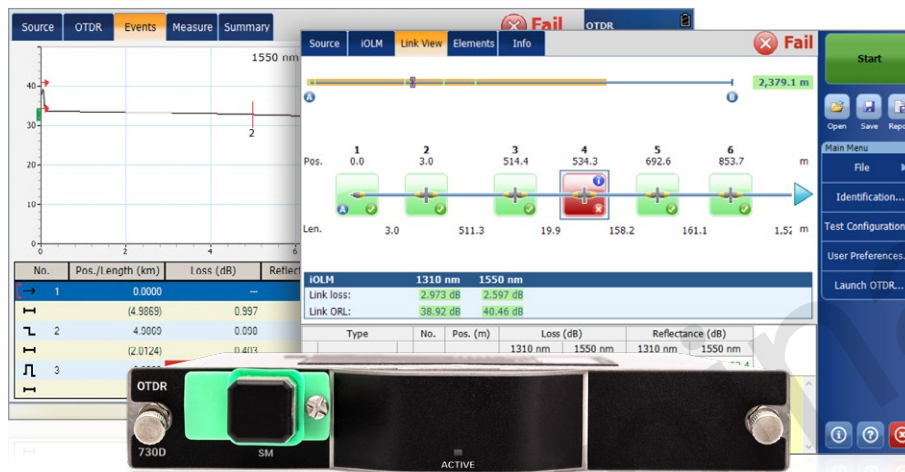 Source OTDR Events Measure Summary
Fail
OTDR
1550 nm
40
30
20
10
0
0 2 4 6
2
No. Pos./Length (km) Loss (dB)
1 0.0000 ---
(4.9869) 0.997
2 4.9869 0.090
(2.0124) 0.403
3
Source iOLM Link View Elements Info
Fail
2,379.1 m
A B
1 2 3 4 5 6
Pos. 0.0 3.0 514.4 534.3 692.6 853.7 m
A
Len. 3.0 511.3 19.9 158.2 161.1 m
iOLM 1310 nm 1550 nm
Link loss: 2.973 dB 2.597 dB
Link ORL: 38.92 dB 40.46 dB
Type No. Pos. (m) Loss (dB) Reflectance (dB)
1310 nm 1550 nm 1310 nm 1550 nm
Start
Open Save
Main Menu
File
Identification...
Test Configuration
User Preferences.
Launch OTDR...
OTDR
730D
SM
ACTIVE